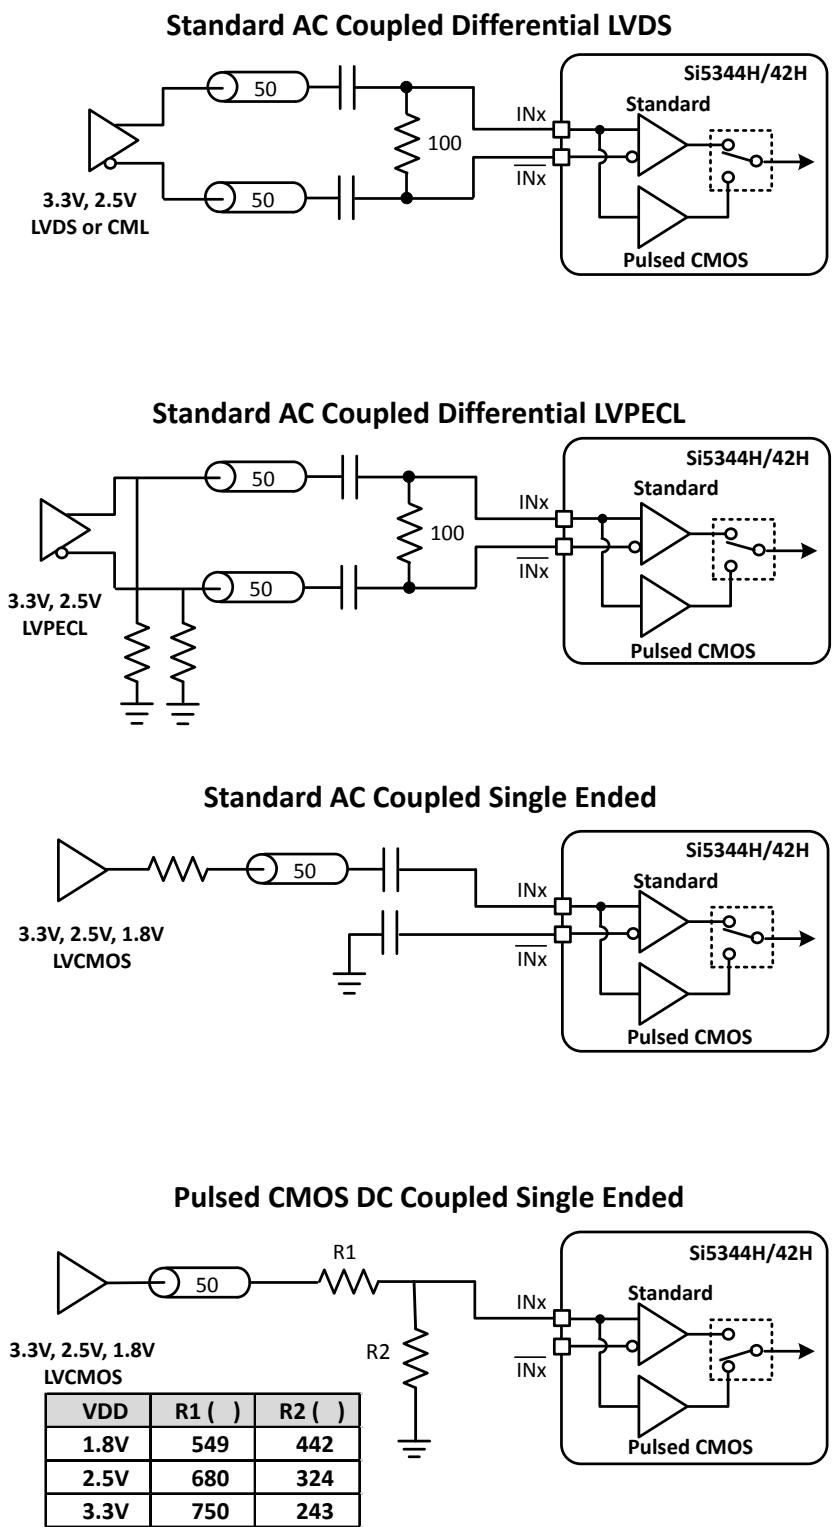 Standard AC Coupled Differential LVDS
Si5344H/42H
Standard
INx
50
100
INx
50
3.3V, 2.5V
LVDS or CML
Pulsed CMOS
Standard AC Coupled Differential LVPECL
Si5344H/42H
Standard
50
INx
100
INx
50
3.3V, 2.5V
LVPECL
Pulsed CMOS
Standard AC Coupled Single Ended
Si5344H/42H
50
Standard
INx
3.3V, 2.5V, 1.8V
LVCMOS
INx
Pulsed CMOS
Pulsed CMOS DC Coupled Single Ended
Si5344H/42H
R1
50
Standard
INx
3.3V, 2.5V, 1.8V
LVCMOS
R2
INx
Pulsed CMOS
VDD R1 ( ) R2 ( )
1.8V 549 442
2.5V 680 324
3.3V 750 243